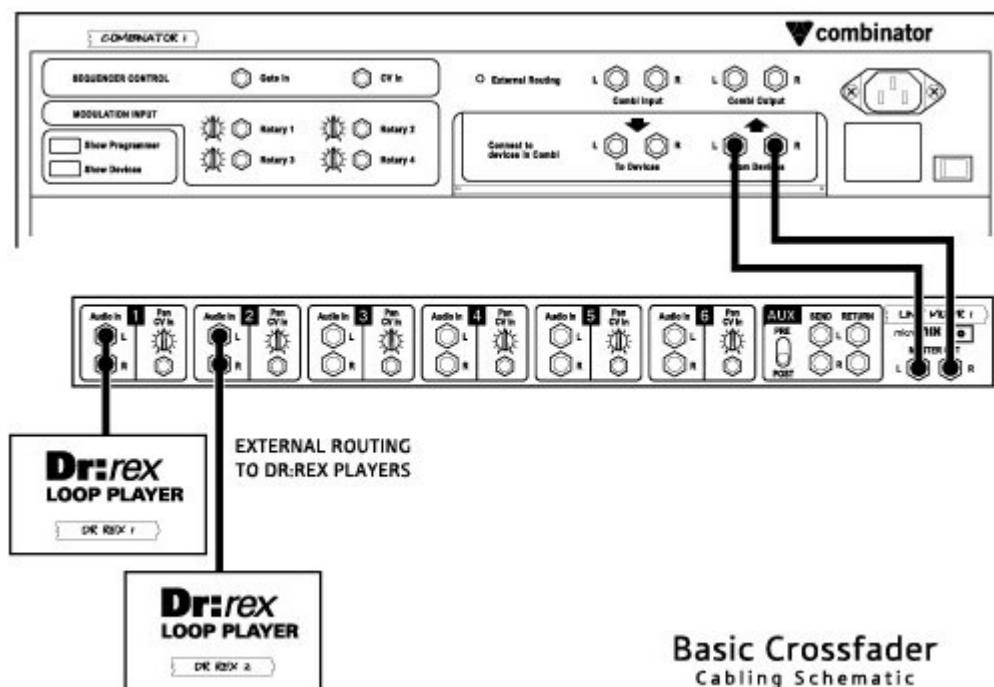 COMBINATOR 1
combinator
SEQUENCER CONTROL Gate In CV In
External Routing L R L R
Combi Input Combi Output
MODULATION INPUT
Show Programmer
Show Devices
Rotary 1 Rotary 2
Rotary 3 Rotary 4
Connect to
devices in Combi
L R L R
To Devices From Devices
Audio In 1 Pan CV In L R
Audio In 2 Pan CV In L R
Audio In 3 Pan CV In L R
Audio In 4 Pan CV In L R
Audio In 5 Pan CV In L R
Audio In 6 Pan CV In L R
AUX SEND RETURN
PRE
POST
L
R
LINE MIXER 1
micro MIX
MASTER OUT
L R
Dr:rex
LOOP PLAYER
DR REX 1
EXTERNAL ROUTING
TO DR:REX PLAYERS
Dr:rex
LOOP PLAYER
DR REX 2
Basic Crossfader
Cabling Schematic